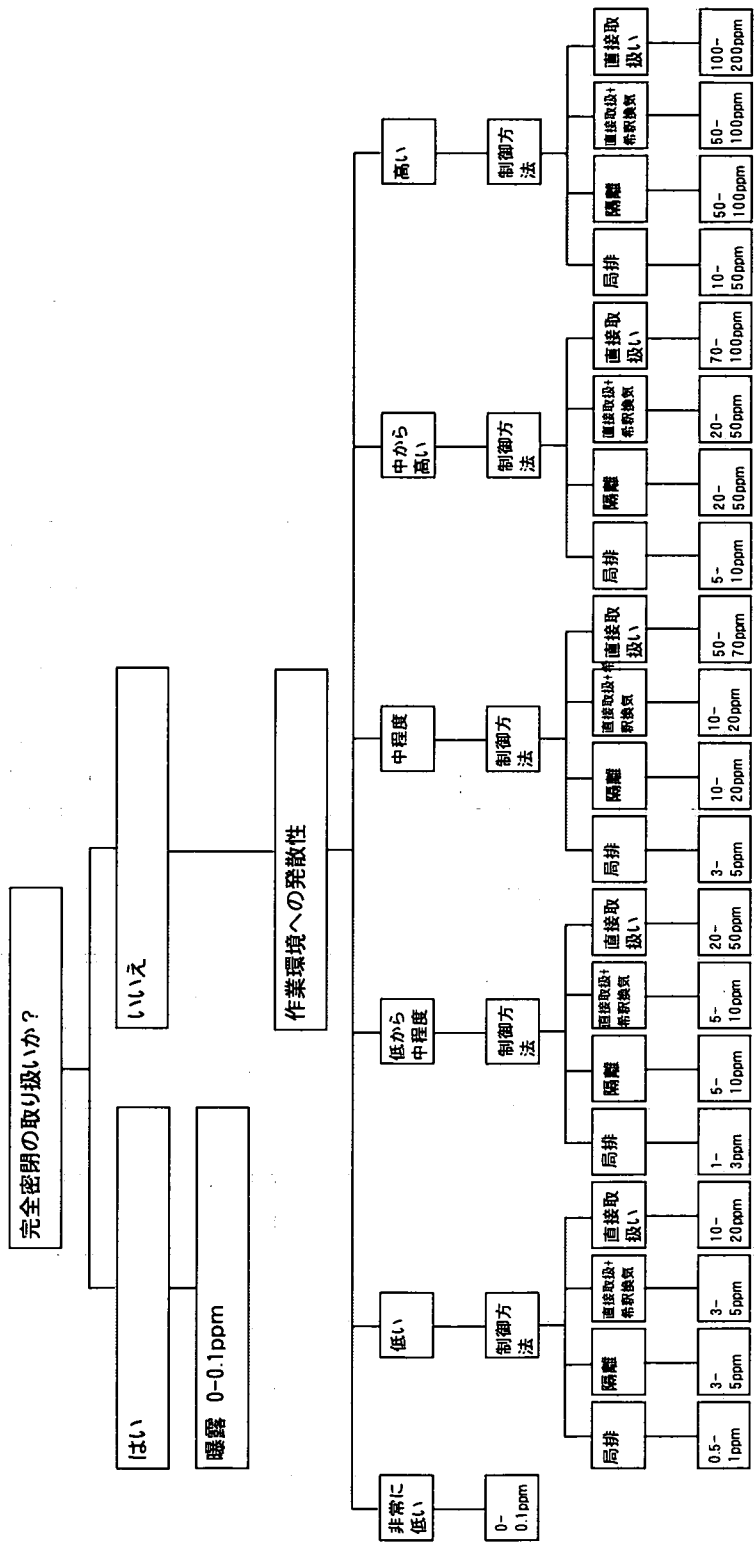 完全密閉の取り扱いか？
はい
いいえ
曝露 0-0.1ppm
作業環境への発散性
非常に
低い
低い
低から
中程度
中程度
中から
高い
高い
0-
0.1ppm
制御方
法
制御方
法
制御方
法
制御方
法
制御方
法
局排
隔離
直接取扱+
希釈換気
直接取
扱い
局排
隔離
直接取扱+
希釈換気
直接取
扱い
局排
隔離
直接取扱+希
釈換気
直接取
扱い
局排
隔離
直接取扱+
希釈換気
直接取
扱い
局排
隔離
直接取扱+
希釈換気
直接取
扱い
0.5-
1ppm
3-
5ppm
3-
5ppm
10-
20ppm
1-
3ppm
5-
10ppm
5-
10ppm
20-
50ppm
3-
5ppm
10-
20ppm
10-
20ppm
50-
70ppm
5-
10ppm
20-
50ppm
20-
50ppm
70-
100ppm
10-
50ppm
50-
100ppm
50-
100ppm
100-
200ppm